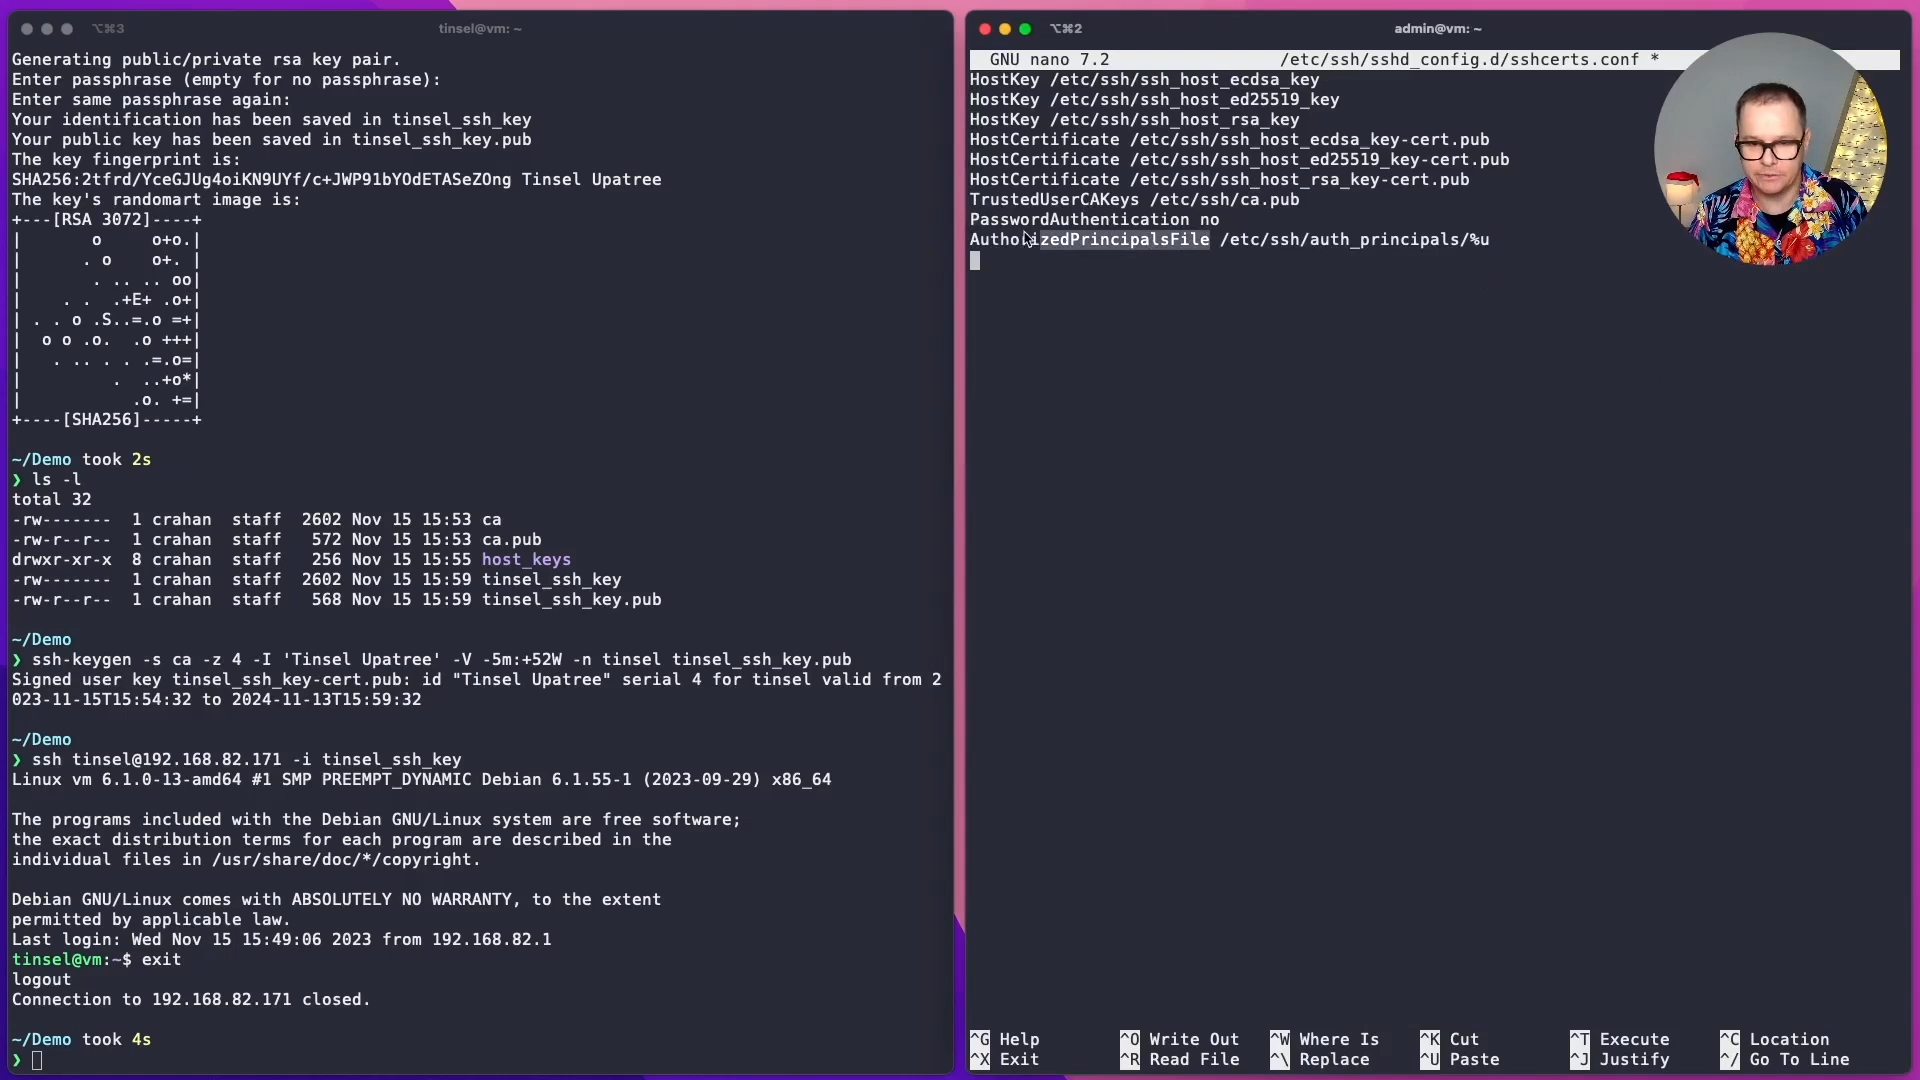 ⌥⌘3
tinsel@vm: ~
Generating public/private rsa key pair.
Enter passphrase (empty for no passphrase):
Enter same passphrase again:
Your identification has been saved in tinsel_ssh_key
Your public key has been saved in tinsel_ssh_key.pub
The key fingerprint is:
SHA256:2tfrd/YceGJUg4oiKN9UYf/c+JWP91bYOdETASeZOng Tinsel Upatree
The key's randomart image is:
+---[RSA 3072]----+
|       o     o+o.|
|      . o    o+. |
|        . .. .. oo|
|    . .  .+E+ .o+|
| . . o .S..=.o =+|
|  o o .o.  .o +++|
|   . .. . . .=.o=|
|         .  ..+o*|
|           .o. +=|
+----[SHA256]-----+
~/Demo took 2s
❯ ls -l
total 32
-rw-------  1 crahan  staff  2602 Nov 15 15:53 ca
-rw-r--r--  1 crahan  staff   572 Nov 15 15:53 ca.pub
drwxr-xr-x  8 crahan  staff   256 Nov 15 15:55 host_keys
-rw-------  1 crahan  staff  2602 Nov 15 15:59 tinsel_ssh_key
-rw-r--r--  1 crahan  staff   568 Nov 15 15:59 tinsel_ssh_key.pub
~/Demo
❯ ssh-keygen -s ca -z 4 -I 'Tinsel Upatree' -V -5m:+52W -n tinsel tinsel_ssh_key.pub
Signed user key tinsel_ssh_key-cert.pub: id "Tinsel Upatree" serial 4 for tinsel valid from 2
023-11-15T15:54:32 to 2024-11-13T15:59:32
~/Demo
❯ ssh tinsel@192.168.82.171 -i tinsel_ssh_key
Linux vm 6.1.0-13-amd64 #1 SMP PREEMPT_DYNAMIC Debian 6.1.55-1 (2023-09-29) x86_64
The programs included with the Debian GNU/Linux system are free software;
the exact distribution terms for each program are described in the
individual files in /usr/share/doc/*/copyright.
Debian GNU/Linux comes with ABSOLUTELY NO WARRANTY, to the extent
permitted by applicable law.
Last login: Wed Nov 15 15:49:06 2023 from 192.168.82.1
tinsel@vm:~$ exit
logout
Connection to 192.168.82.171 closed.
~/Demo took 4s
❯
⌥⌘2
admin@vm: ~
GNU nano 7.2    /etc/ssh/sshd_config.d/sshcerts.conf *
HostKey /etc/ssh/ssh_host_ecdsa_key
HostKey /etc/ssh/ssh_host_ed25519_key
HostKey /etc/ssh/ssh_host_rsa_key
HostCertificate /etc/ssh/ssh_host_ecdsa_key-cert.pub
HostCertificate /etc/ssh/ssh_host_ed25519_key-cert.pub
HostCertificate /etc/ssh/ssh_host_rsa_key-cert.pub
TrustedUserCAKeys /etc/ssh/ca.pub
PasswordAuthentication no
AuthorizedPrincipalsFile /etc/ssh/auth_principals/%u
^G Help  ^O Write Out  ^W Where Is  ^K Cut  ^T Execute  ^C Location
^X Exit  ^R Read File  ^\ Replace  ^U Paste  ^J Justify  ^/ Go To Line